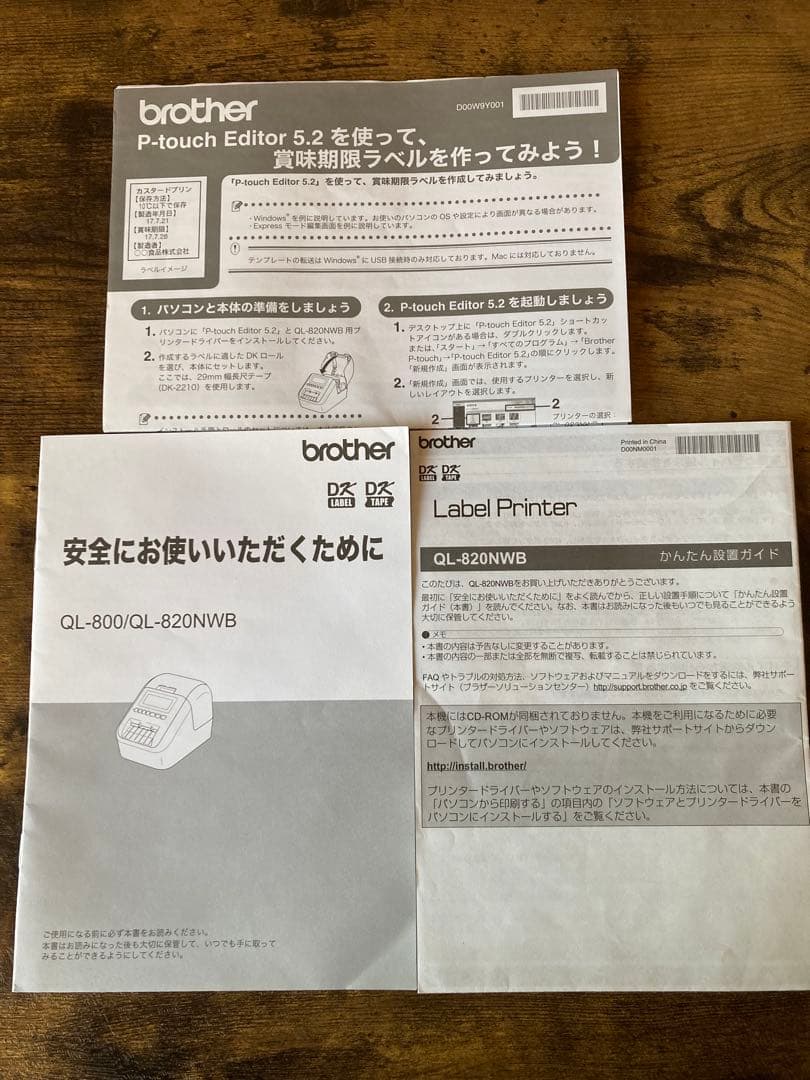 brother
D00W9Y001
P-touch Editor 5.2 を使って、
賞味期限ラベルを作ってみよう！
カスタードプリン
【保存方法】
10℃以下で保存
【製造年月日】
17.7.21
【賞味期限】
17.7.28
【製造者】
〇〇食品株式会社
ラベルイメージ
「P-touch Editor 5.2」を使って、賞味期限ラベルを作成してみましょう。
・Windows®を例に説明しています。お使いのパソコンの OS や設定により画面が異なる場合があります。
・Express モード編集画面を例に説明しています。
テンプレートの転送は Windows® に USB 接続時のみ対応しております。Mac には対応しておりません。
1. パソコンと本体の準備をしましょう
1. パソコンに「P-touch Editor 5.2」と QL-820NWB 用プ
リンタードライバーをインストールしてください。
2. 作成するラベルに適した DK ロール
を選び、本体にセットします。
ここでは、29mm 幅長尺テープ
(DK-2210) を使用します。
2. P-touch Editor 5.2 を起動しましょう
1. デスクトップ上に「P-touch Editor 5.2」ショートカッ
トアイコンがある場合は、ダブルクリックします。
または、「スタート」→「すべてのプログラム」→「Brother
P-touch」→「P-touch Editor 5.2」の順にクリックします。
「新規作成」画面が表示されます。
2. 「新規作成」画面では、使用するプリンターを選択し、新
しいレイアウトを選択します。
2
2
プリンターの選択：
brother
DK LABEL DK TAPE
安全にお使いいただくために
QL-800/QL-820NWB
ご使用になる前に必ず本書をお読みください。
本書はお読みになった後も大切に保管して、いつでも手に取って
みることができるようにしてください。
brother
Printed in China
D00NM0001
DK LABEL DK TAPE
Label Printer
QL-820NWB かんたん設置ガイド
このたびは、QL-820NWBをお買い上げいただきありがとうございます。
最初に「安全にお使いいただくために」をよく読んでから、正しい設置手順について「かんたん設置
ガイド（本書）」を読んでください。なお、本書はお読みになった後もいつでも見ることができるよう
大切に保管してください。
メモ
・本書の内容は予告なしに変更することがあります。
・本書の内容の一部または全部を無断で複写、転載することは禁じられています。
FAQ やトラブルの対処方法、ソフトウェアおよびマニュアルをダウンロードをするには、弊社サポー
トサイト（ブラザーソリューションセンター）http://support.brother.co.jp をご覧ください。
本機にはCD-ROMが同梱されておりません。本機をご利用になるために必要
なプリンタードライバーやソフトウェアは、弊社サポートサイトからダウン
ロードしてパソコンにインストールしてください。
http://install.brother/
プリンタードライバーやソフトウェアのインストール方法については、本書の
「パソコンから印刷する」の項目内の「ソフトウェアとプリンタードライバーを
パソコンにインストールする」をご覧ください。